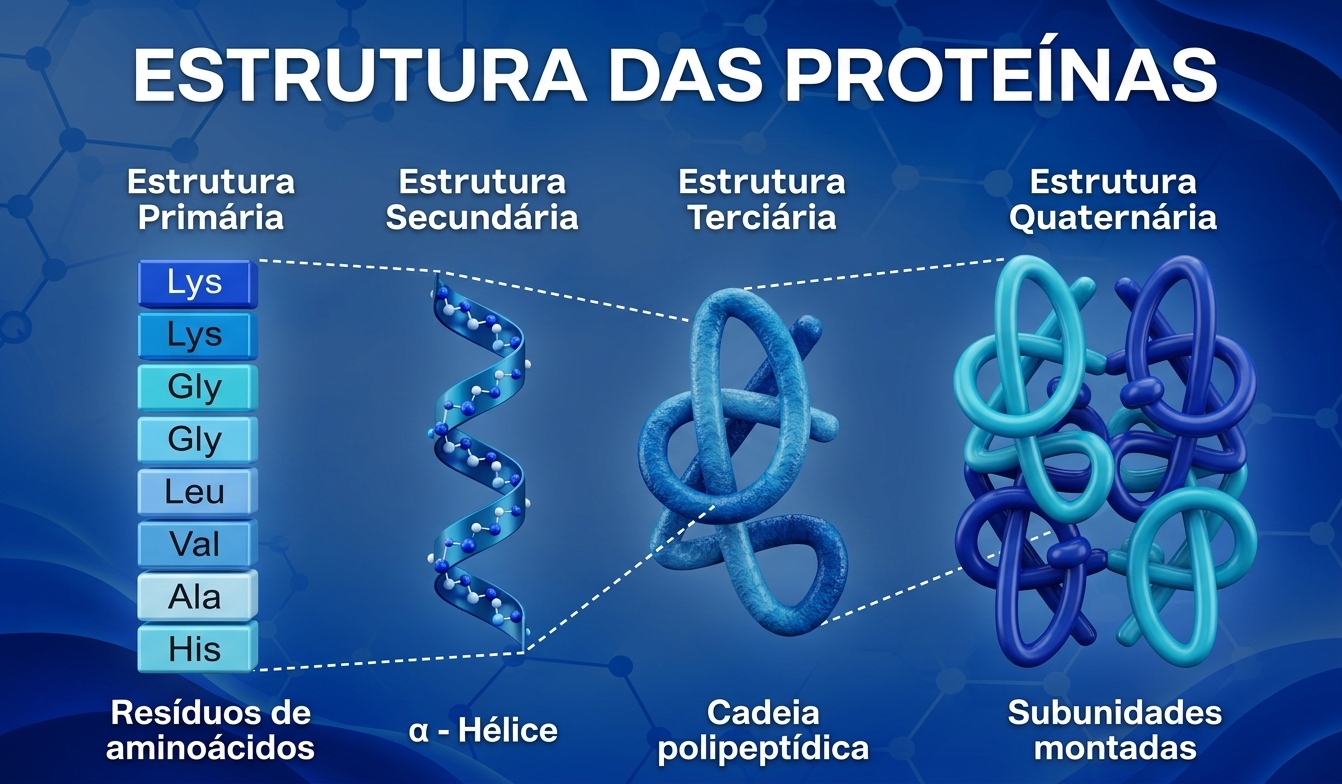 ESTRUTURA DAS PROTEÍNAS
Estrutura
Primária
Estrutura
Secundária
Estrutura
Terciária
Estrutura
Quaternária
Lys
Lys
Gly
Gly
Leu
Val
Ala
His
Resíduos de
aminoácidos
α - Hélice
Cadeia
polipeptídica
Subunidades
montadas